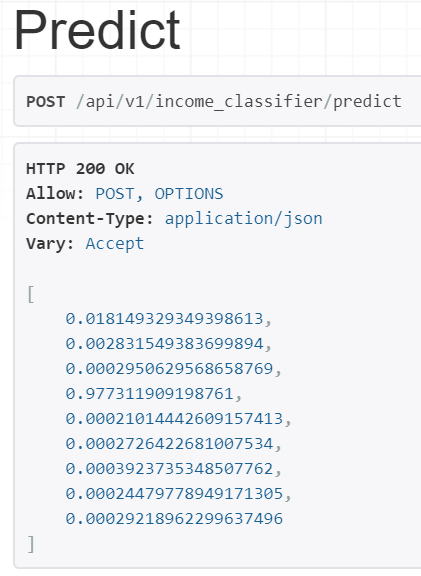 Predict
POST /api/v1/income_classifier/predict
HTTP 200 OK
Allow: POST, OPTIONS
Content-Type: application/json
Vary: Accept
[
0.018149329349398613,
0.002831549383699894,
0.0002950629568658769,
0.977311909198761,
0.00021014442609157413,
0.0002726422681007534,
0.0003923735348507762,
0.00024479778949171305,
0.00029218962299637496
]